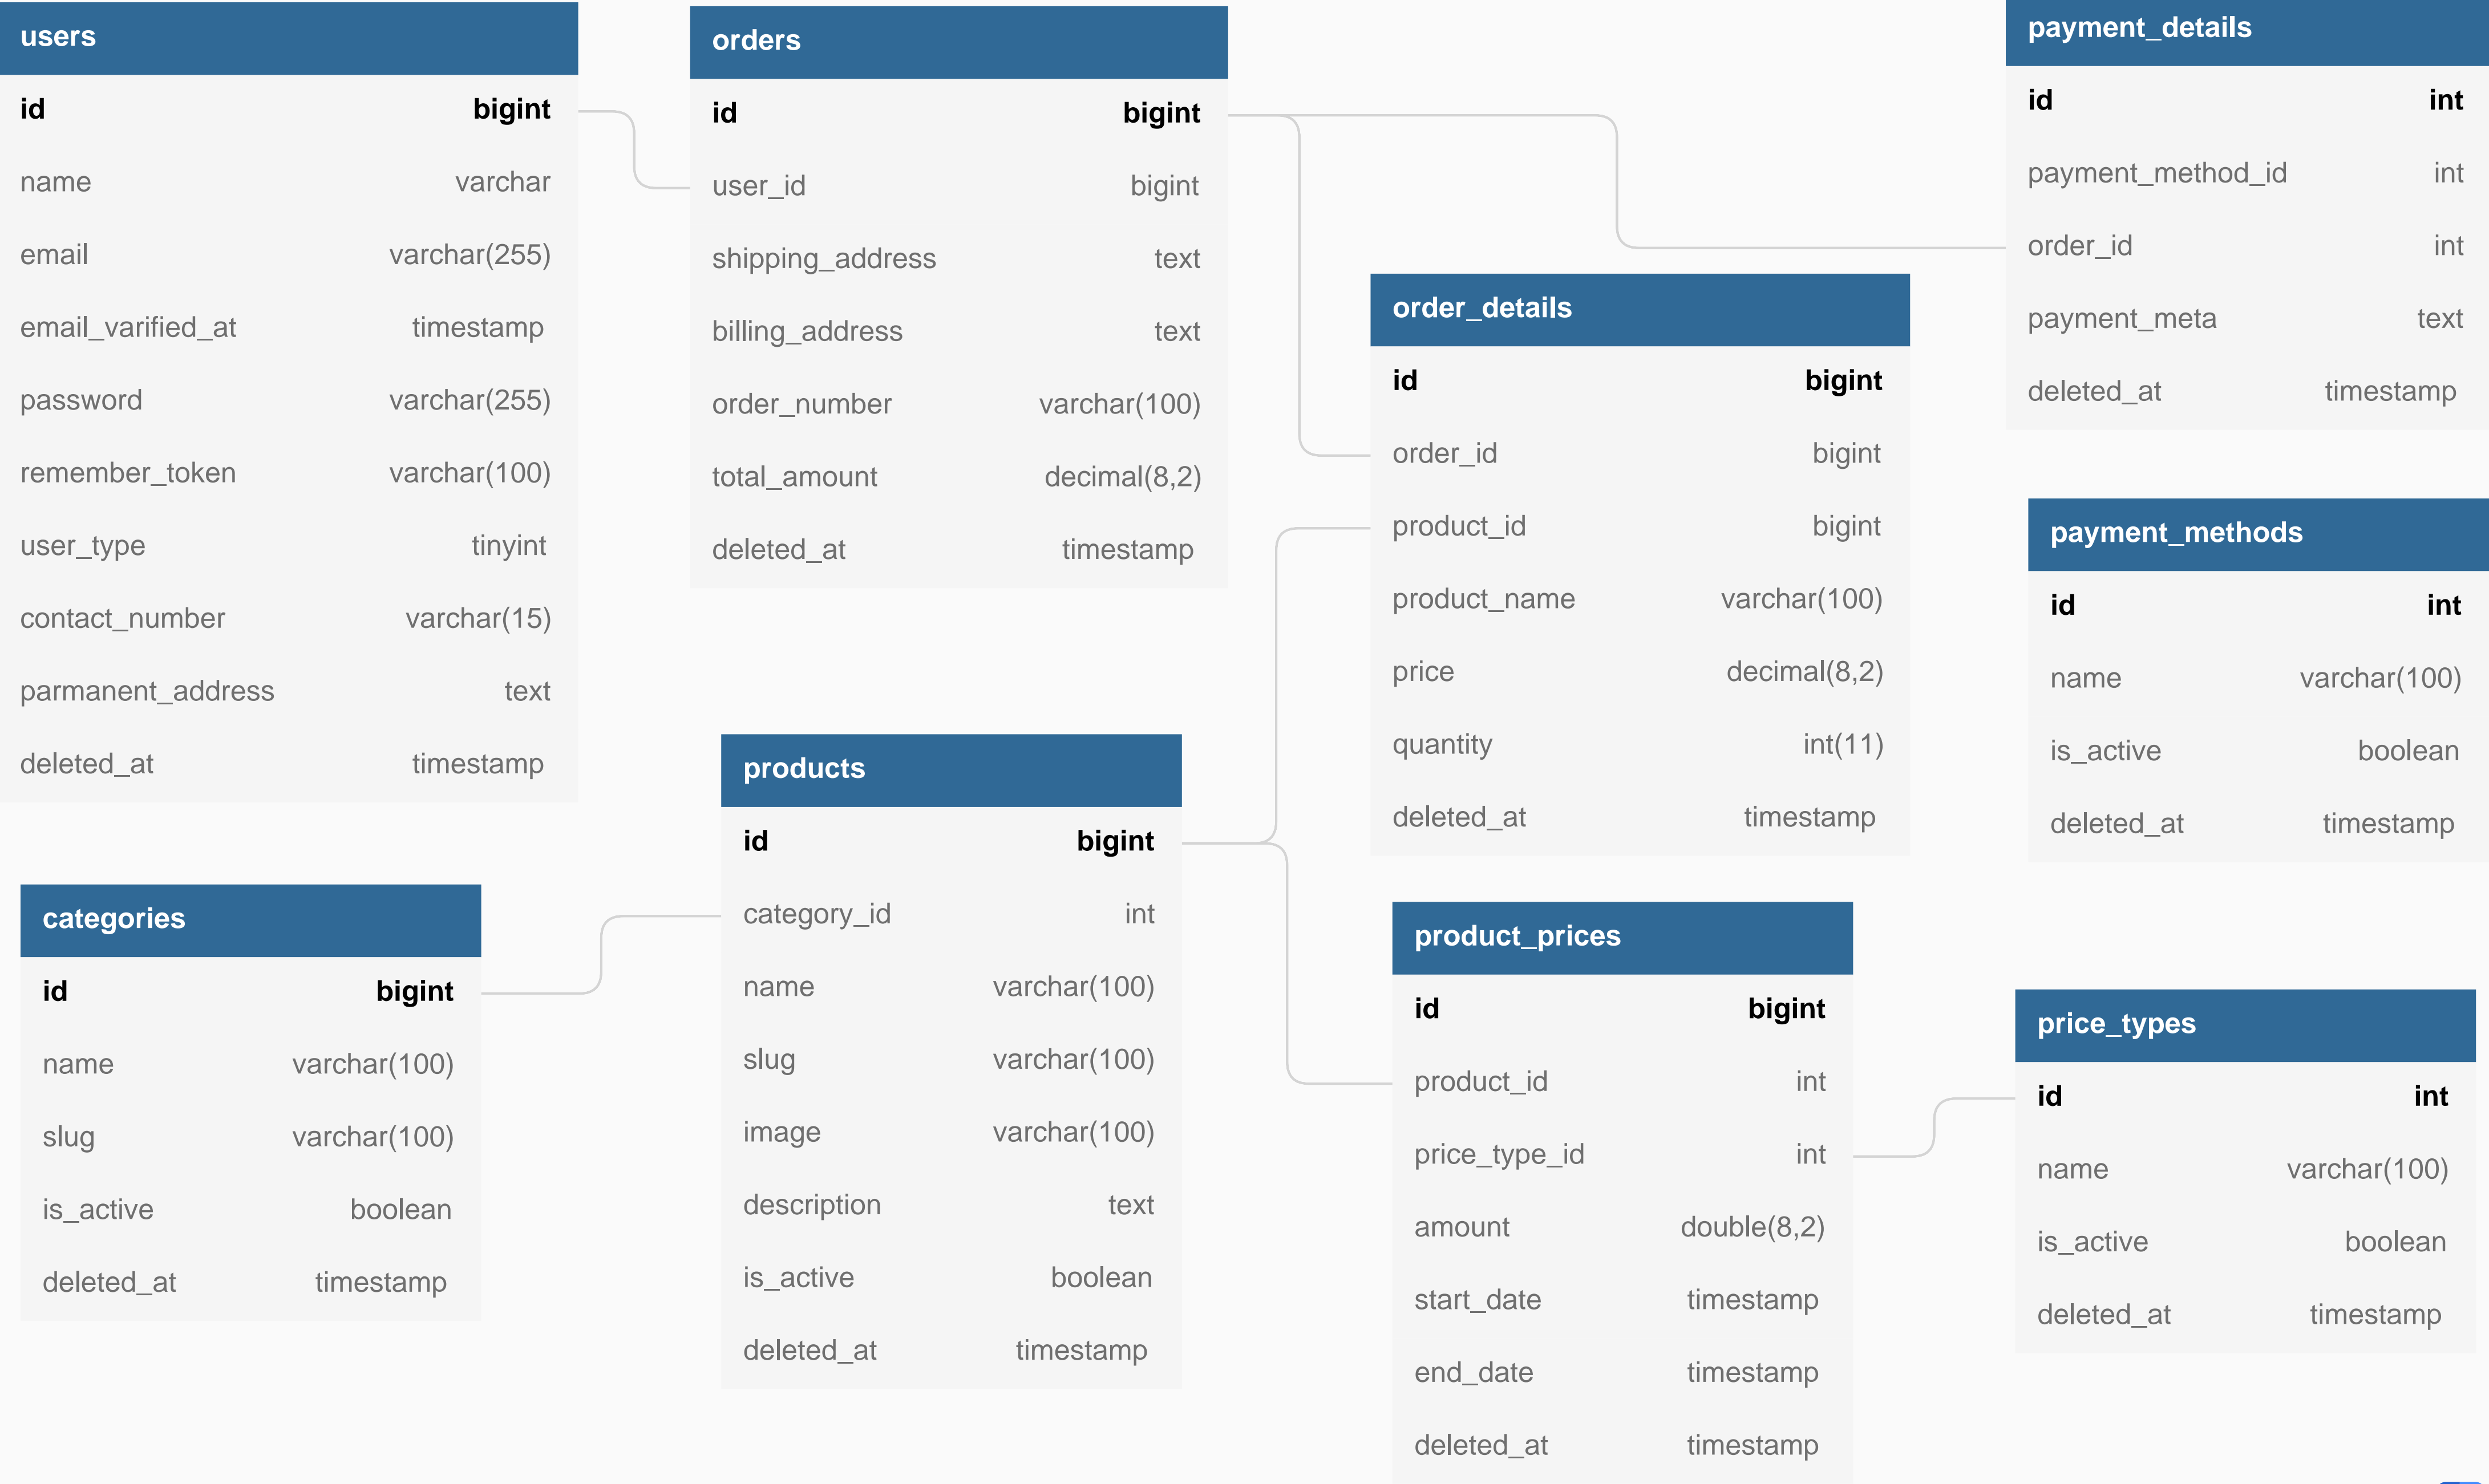 users
id bigint
name varchar
email varchar(255)
email_varified_at timestamp
password varchar(255)
remember_token varchar(100)
user_type tinyint
contact_number varchar(15)
parmanent_address text
deleted_at timestamp
orders
id bigint
user_id bigint
shipping_address text
billing_address text
order_number varchar(100)
total_amount decimal(8,2)
deleted_at timestamp
payment_details
id int
payment_method_id int
order_id int
payment_meta text
deleted_at timestamp
order_details
id bigint
order_id bigint
product_id bigint
product_name varchar(100)
price decimal(8,2)
quantity int(11)
deleted_at timestamp
payment_methods
id int
name varchar(100)
is_active boolean
deleted_at timestamp
products
id bigint
category_id int
name varchar(100)
slug varchar(100)
image varchar(100)
description text
is_active boolean
deleted_at timestamp
categories
id bigint
name varchar(100)
slug varchar(100)
is_active boolean
deleted_at timestamp
product_prices
id bigint
product_id int
price_type_id int
amount double(8,2)
start_date timestamp
end_date timestamp
deleted_at timestamp
price_types
id int
name varchar(100)
is_active boolean
deleted_at timestamp